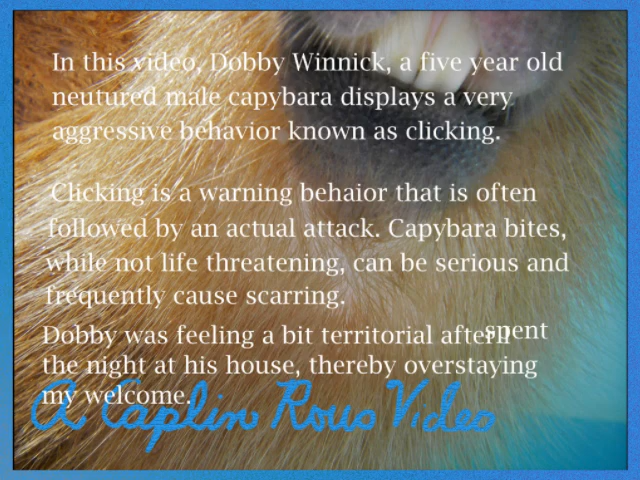 In this video, Dobby Winnick, a five year old
neutured male capybara displays a very
aggressive behavior known as clicking.
Clicking is a warning behaior that is often
followed by an actual attack. Capybara bites,
while not life threatening, can be serious and
frequently cause scarring.
Dobby was feeling a bit territorial after I spent
the night at his house, thereby overstaying
my welcome.
A Caplin Rous Video